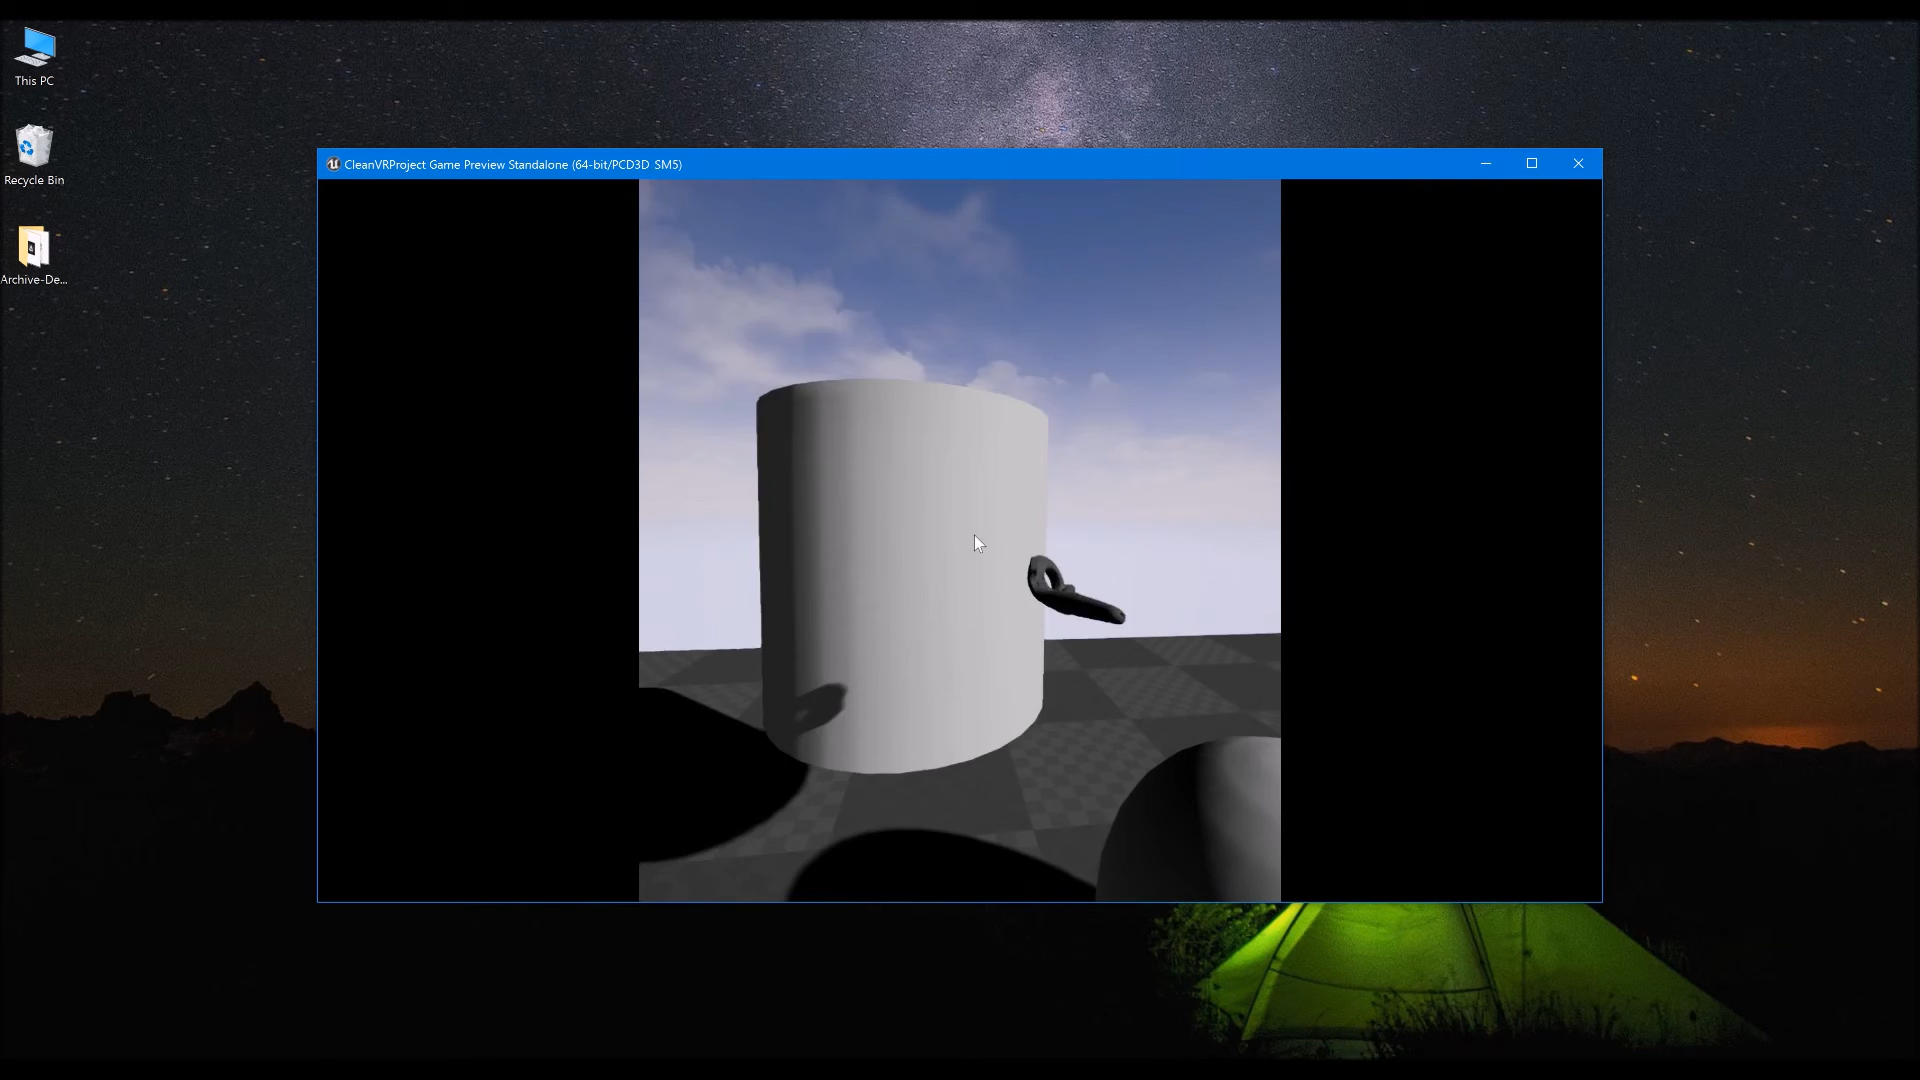 This PC
Recycle Bin
Archive-De...
CleanVRProject Game Preview Standalone (64-bit/PCD3D_SM5)